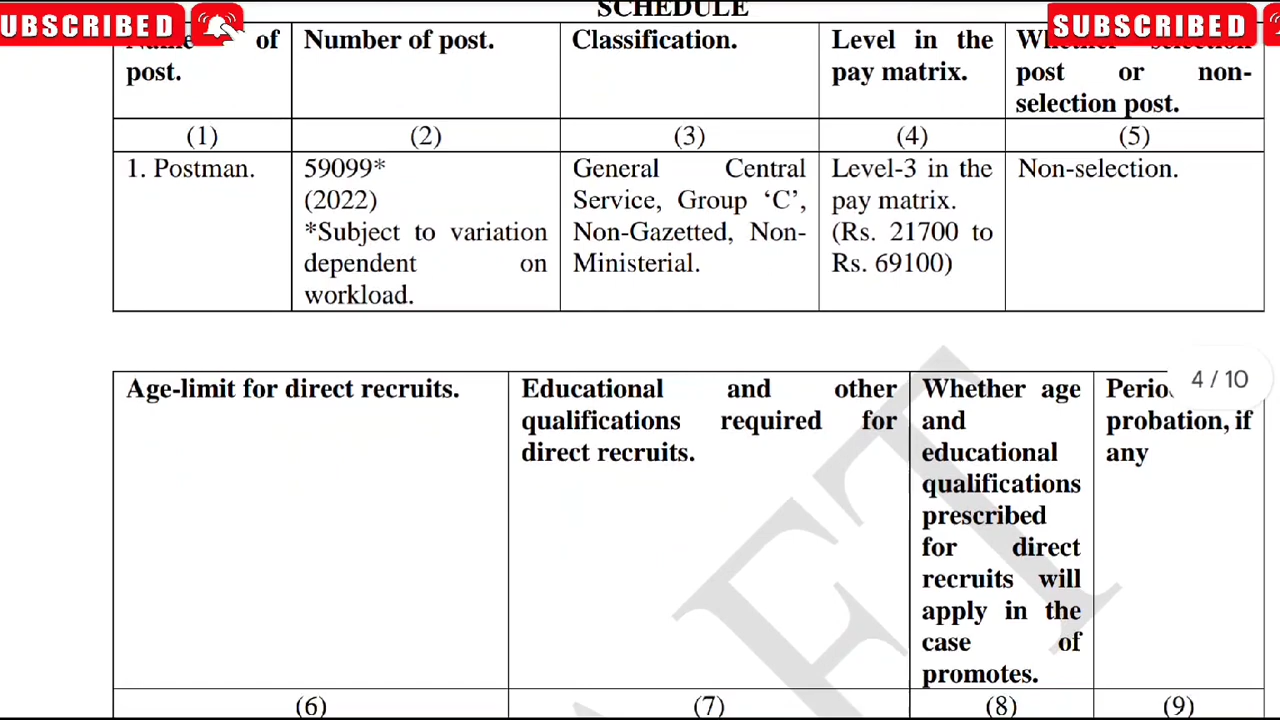 SCHEDULE
UBSCRIBED
SUBSCRIBED
Name of post.
Number of post.
Classification.
Level in the pay matrix.
Whether selection post or non-selection post.
(1)
(2)
(3)
(4)
(5)
1. Postman.
59099*
(2022)
*Subject to variation
dependent on
workload.
General Central
Service, Group ‘C’,
Non-Gazetted, Non-
Ministerial.
Level-3 in the
pay matrix.
(Rs. 21700 to
Rs. 69100)
Non-selection.
4 / 10
Age-limit for direct recruits.
Educational and other
qualifications required for
direct recruits.
Whether age
and
educational
qualifications
prescribed
for direct
recruits will
apply in the
case of
promotes.
probation, if
any
(6)
(7)
(8)
(9)